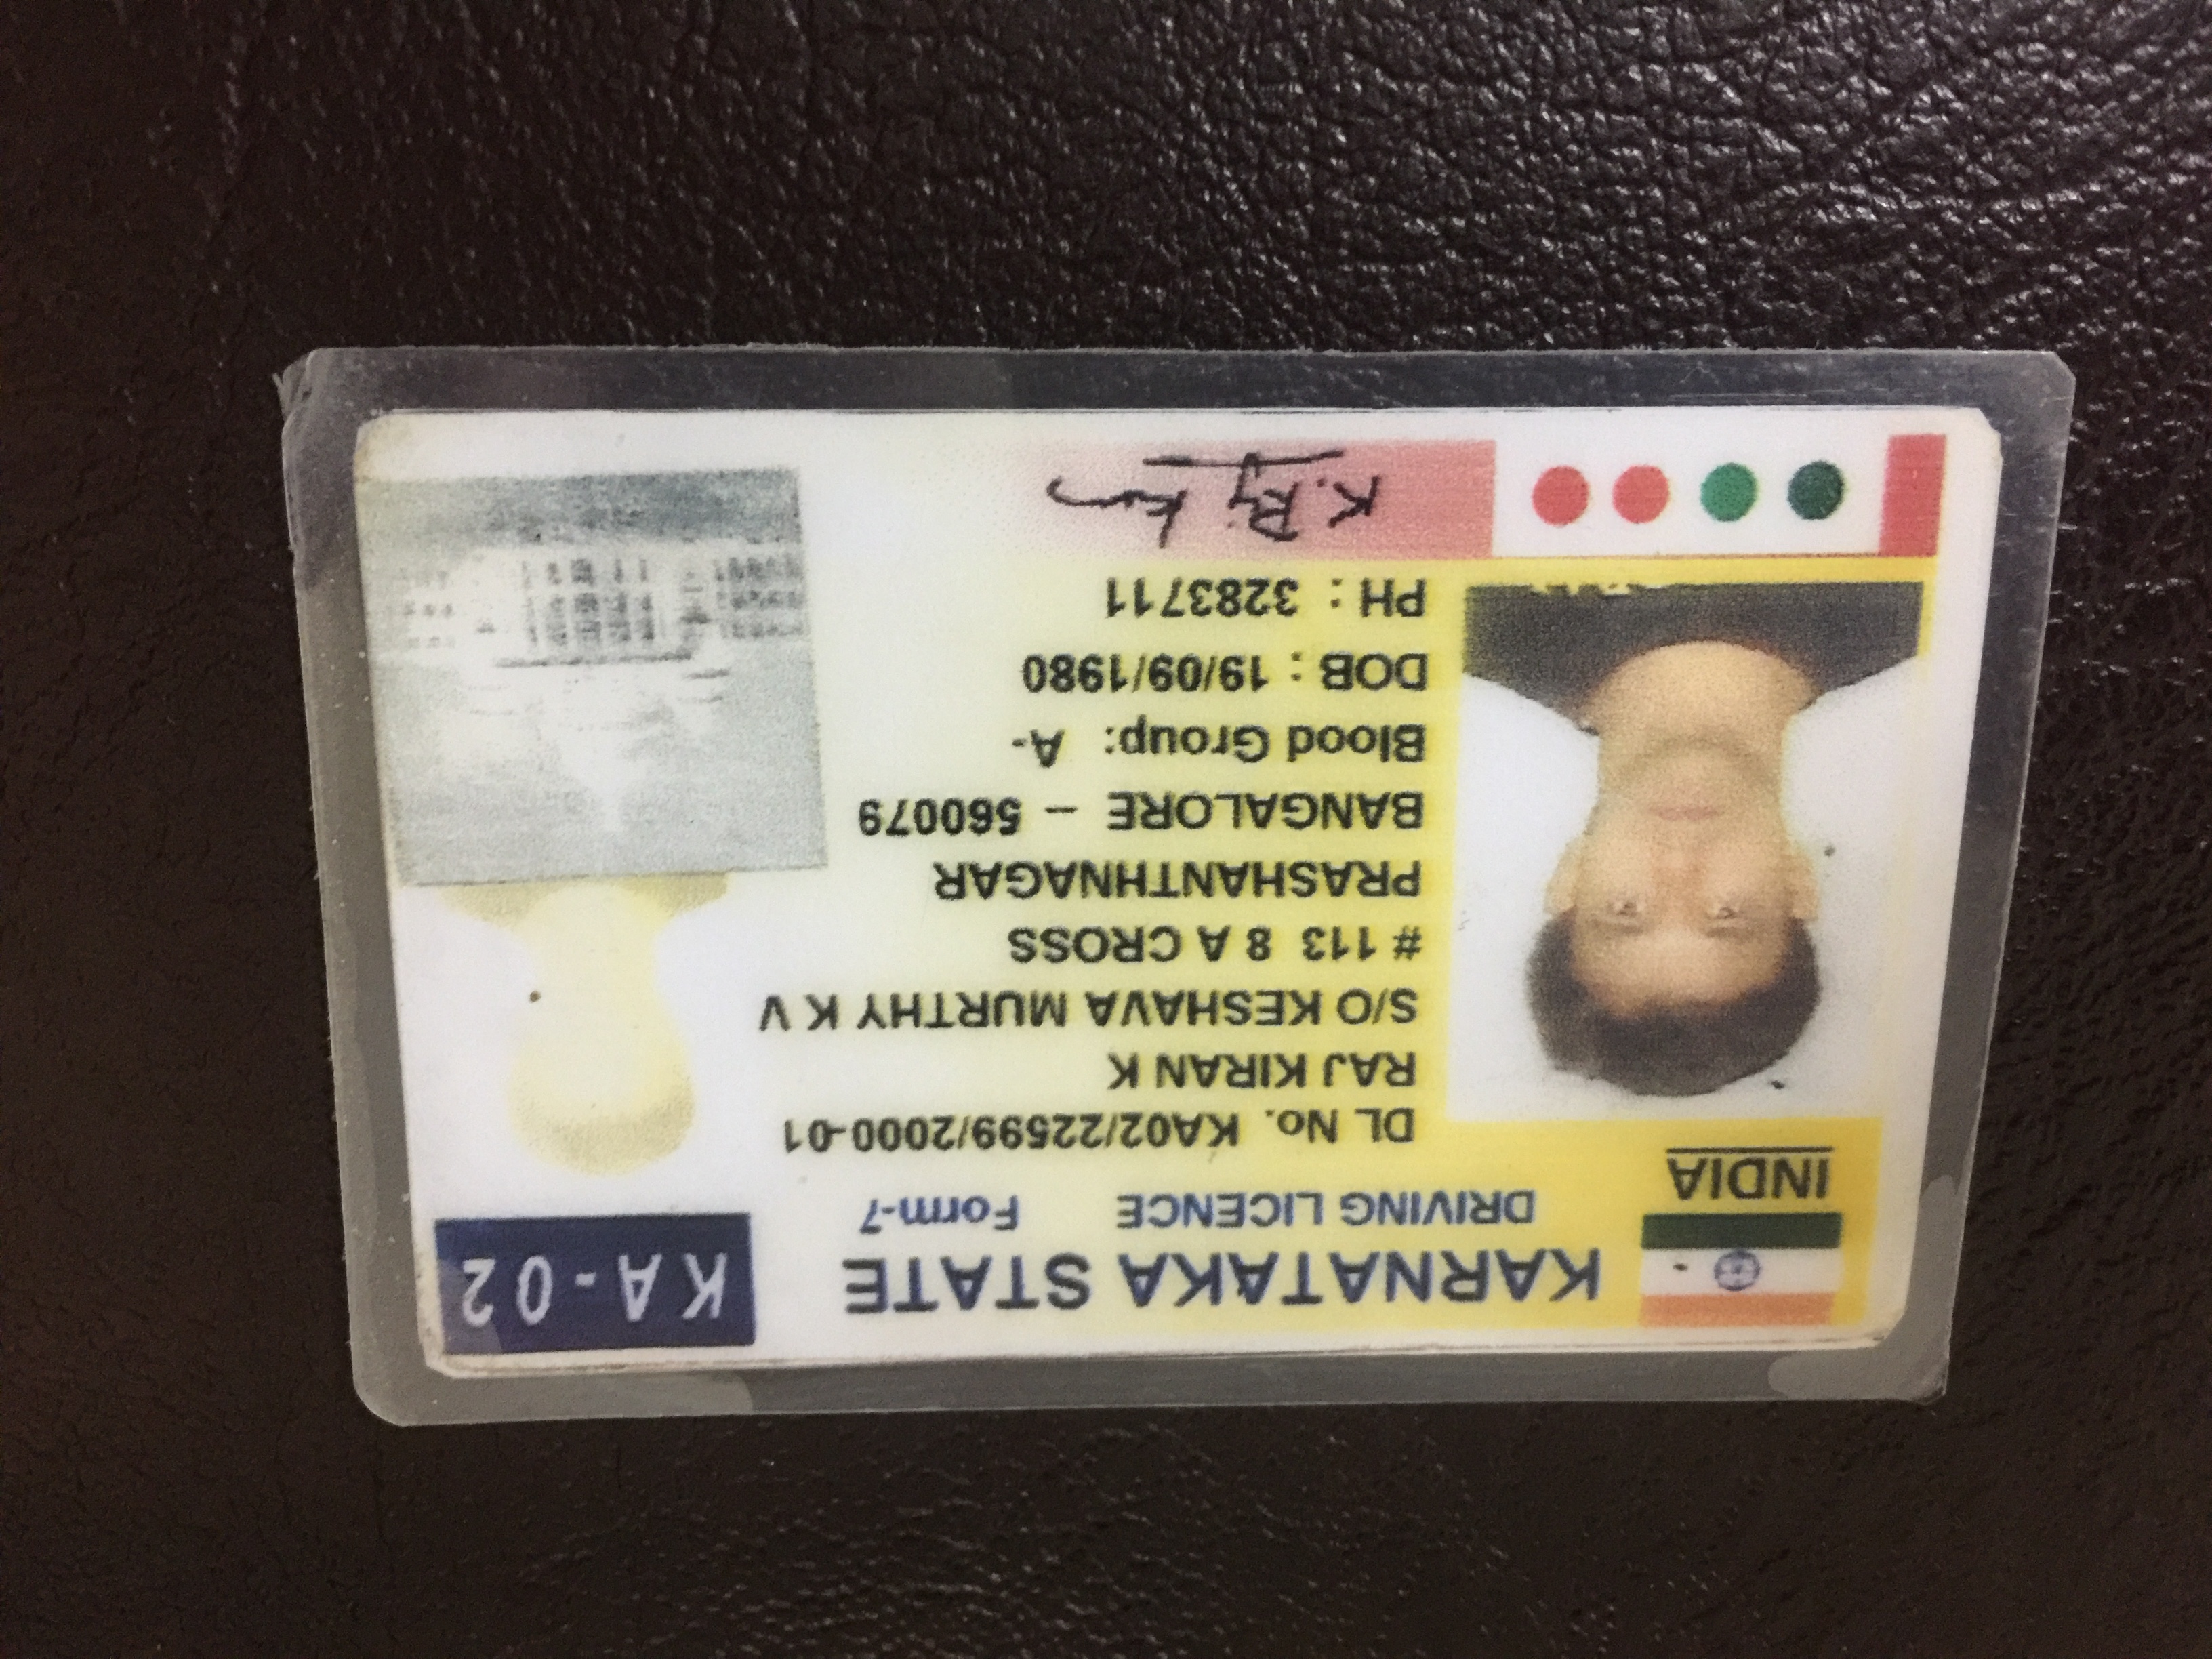 KARNATAKA STATE
KA-02
DRIVING LICENCE Form-7
INDIA
DL No. KA02/22599/2000-01
RAJ KIRAN K
S/O KESHAVA MURTHY K V
# 113 8 A CROSS
PRASHANTHNAGAR
BANGALORE – 560079
Blood Group: A-
DOB : 19/09/1980
PH : 3283711
K. Raj Kiran